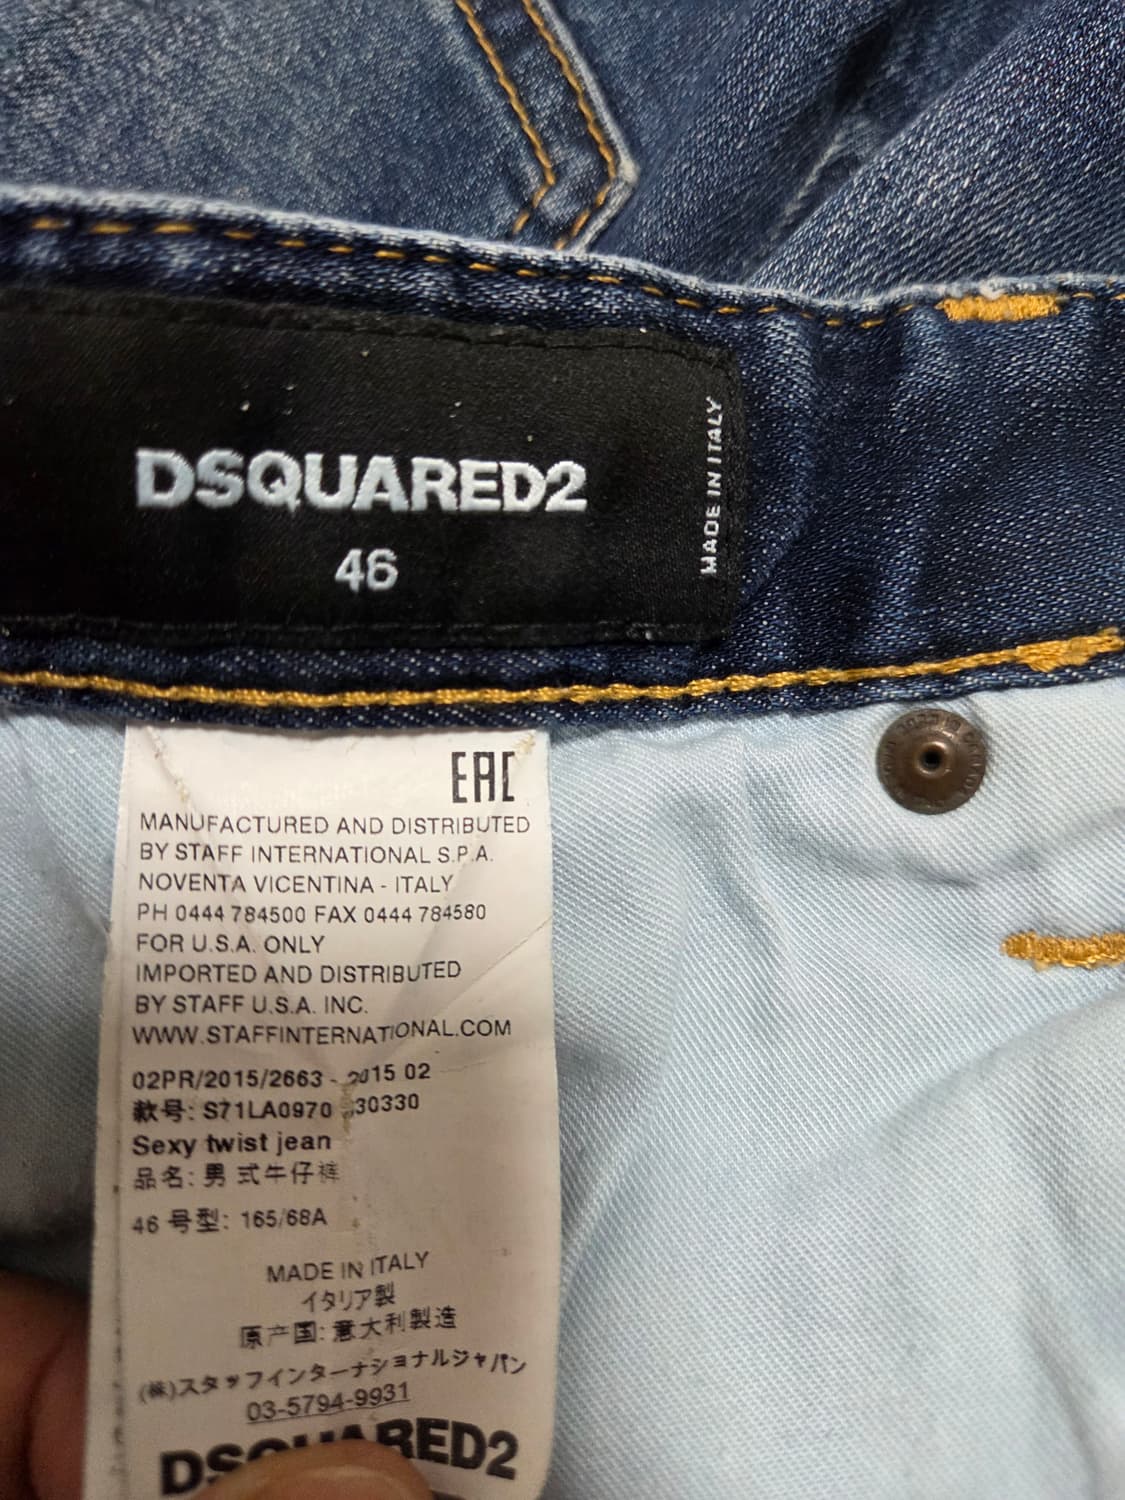 DSQUARED2
46
MADE IN ITALY
EAC
MANUFACTURED AND DISTRIBUTED
BY STAFF INTERNATIONAL S.P.A.
NOVENTA VICENTINA - ITALY
PH 0444 784500 FAX 0444 784580
FOR U.S.A. ONLY
IMPORTED AND DISTRIBUTED
BY STAFF U.S.A. INC.
WWW.STAFFINTERNATIONAL.COM
02PR/2015/2663 - 2015 02
款号: S71LA0970
Sexy twist jean
品名: 男式牛仔裤
46 号型: 165/68A
MADE IN ITALY
イタリア製
原产国: 意大利製造
(株)スタッフインターナショナルジャパン
03-5794-9931
DSQUARED2